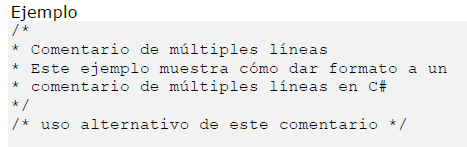 Ejemplo
/*
* Comentario de múltiples líneas
* Este ejemplo muestra cómo dar formato a un
* comentario de múltiples líneas en C#
*/
/* uso alternativo de este comentario */